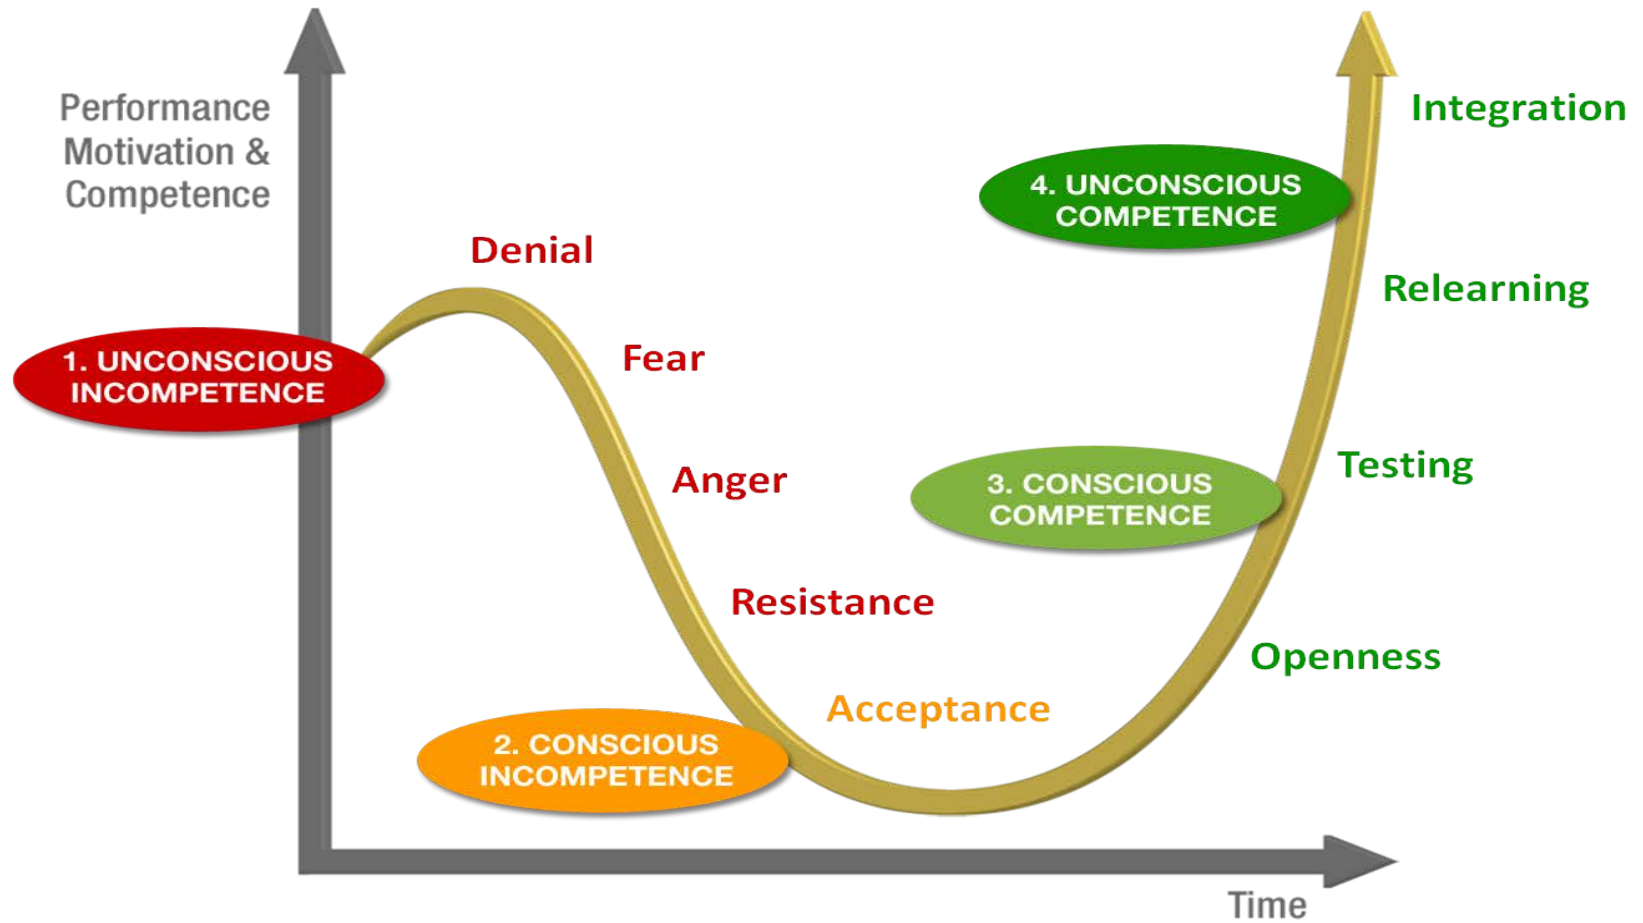 Performance
Motivation &
Competence
1. UNCONSCIOUS
INCOMPETENCE
Denial
Fear
Anger
Resistance
2. CONSCIOUS
INCOMPETENCE
Acceptance
Openness
3. CONSCIOUS
COMPETENCE
Testing
Relearning
4. UNCONSCIOUS
COMPETENCE
Integration
Time